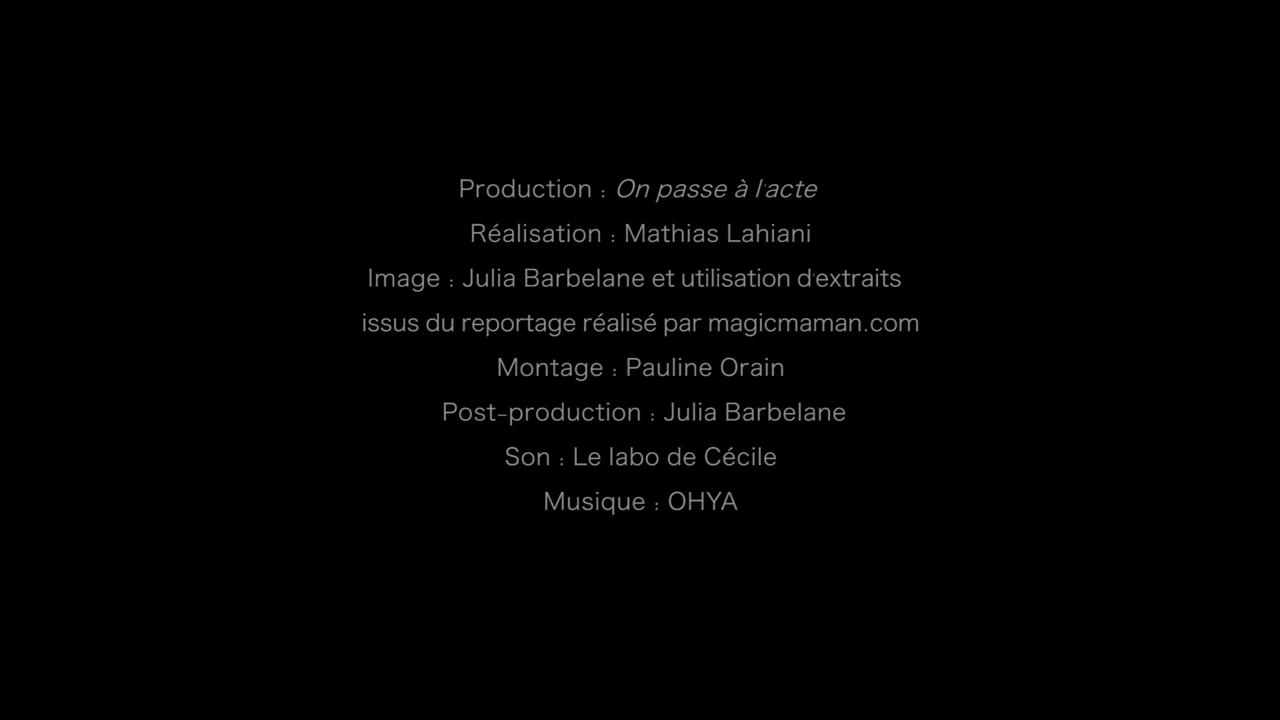 Production : On passe à l'acte
Réalisation : Mathias Lahiani
Image : Julia Barbelane et utilisation d'extraits
issus du reportage réalisé par magicmaman.com
Montage : Pauline Orain
Post-production : Julia Barbelane
Son : Le labo de Cécile
Musique : OHYA